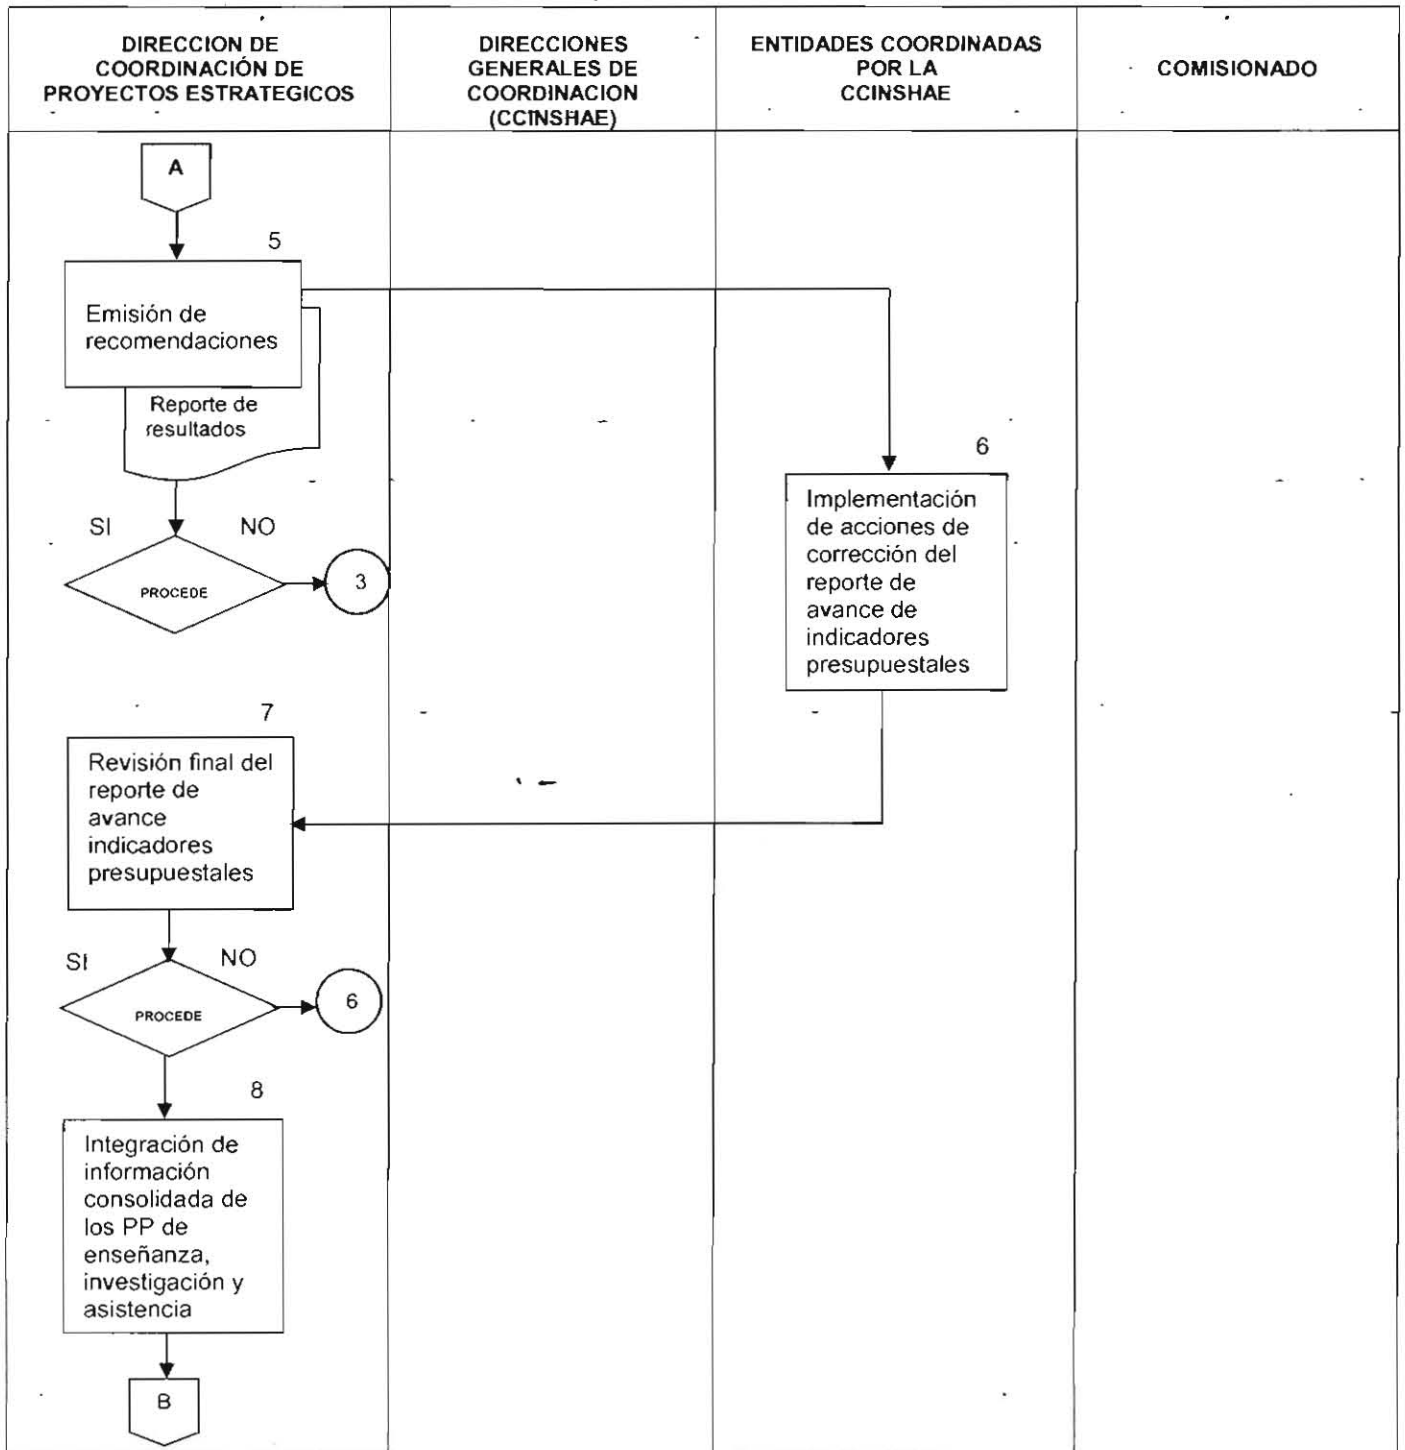 DIRECCION DE
COORDINACIÓN DE
PROYECTOS ESTRATEGICOS
DIRECCIONES
GENERALES DE
COORDINACION
(CCINSHAE)
ENTIDADES COORDINADAS
POR LA
CCINSHAE
COMISIONADO
A
5
Emisión de
recomendaciones
Reporte de
resultados
SI
NO
PROCEDE
3
6
Implementación
de acciones de
corrección del
reporte de
avance de
indicadores
presupuestales
7
Revisión final del
reporte de
avance
indicadores
presupuestales
SI
NO
PROCEDE
6
8
Integración de
información
consolidada de
los PP de
enseñanza,
investigación y
asistencia
B